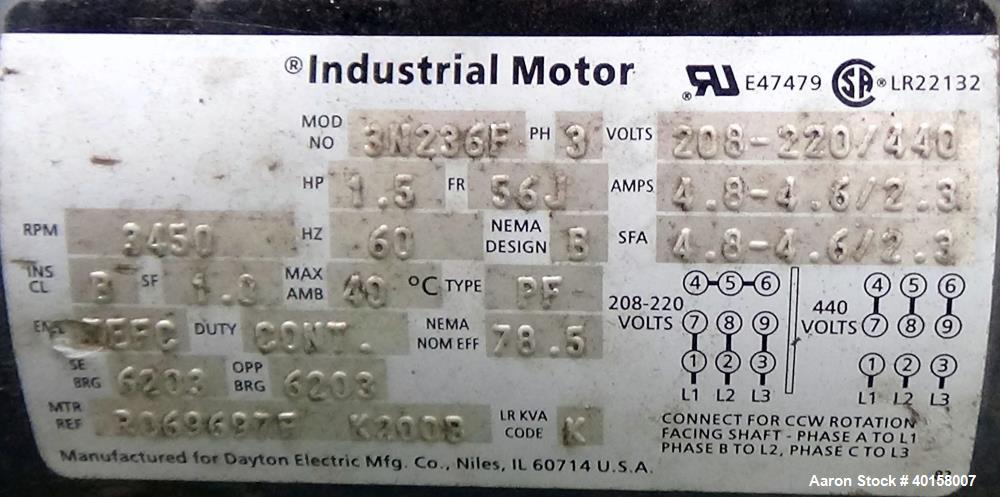 ® Industrial Motor
® RU E47479 SA ® LR22132
MOD NO 3N236F PH 3 VOLTS 208-220/440
HP 1.5 FR 56J AMPS 4.8-4.6/2.3
RPM 3450 HZ 60 NEMA DESIGN B SFA 4.8-4.6/2.3
INS CL B SF 1.0 MAX AMB 40 °C TYPE PF
TEFC DUTY CONT. NEMA NOM EFF 78.5
SE BRG 6203 OPP BRG 6203
MTR REF K200B LR KVA CODE K
208-220 VOLTS
4 5 6
7 8 9
1 2 3
L1 L2 L3
440 VOLTS
4 5 6
7 8 9
1 2 3
L1 L2 L3
CONNECT FOR CCW ROTATION
FACING SHAFT - PHASE A TO L1
PHASE B TO L2, PHASE C TO L3
Manufactured for Dayton Electric Mfg. Co., Niles, IL 60714 U.S.A.
Aaron Stock # 40158007